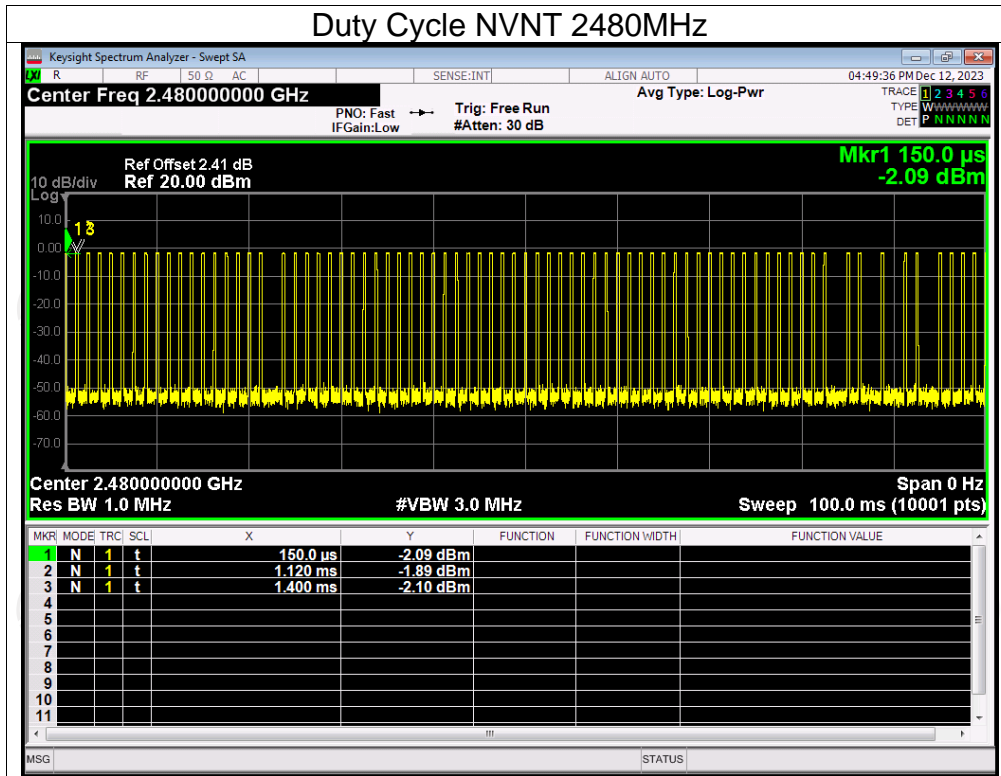 Duty Cycle NVNT 2480MHz
Keysight Spectrum Analyzer - Swept SA
LXI R RF 50 Ω AC SENSE:INT ALIGN AUTO 04:49:36 PM Dec 12, 2023
Center Freq 2.480000000 GHz Avg Type: Log-Pwr TRACE 1 2 3 4 5 6
PNO: Fast Trig: Free Run TYPE WWWWWW
IFGain:Low #Atten: 30 dB DET P N N N N N
Mkr1 150.0 µs
-2.09 dBm
Ref Offset 2.41 dB
10 dB/div Ref 20.00 dBm
Log
10.0
1 2 3
0.00
-10.0
-20.0
-30.0
-40.0
-50.0
-60.0
-70.0
Center 2.480000000 GHz Span 0 Hz
Res BW 1.0 MHz #VBW 3.0 MHz Sweep 100.0 ms (10001 pts)
MKR MODE TRC SCL X Y FUNCTION FUNCTION WIDTH FUNCTION VALUE
1 N 1 t 150.0 µs -2.09 dBm
2 N 1 t 1.120 ms -1.89 dBm
3 N 1 t 1.400 ms -2.10 dBm
4
5
6
7
8
9
10
11
MSG STATUS